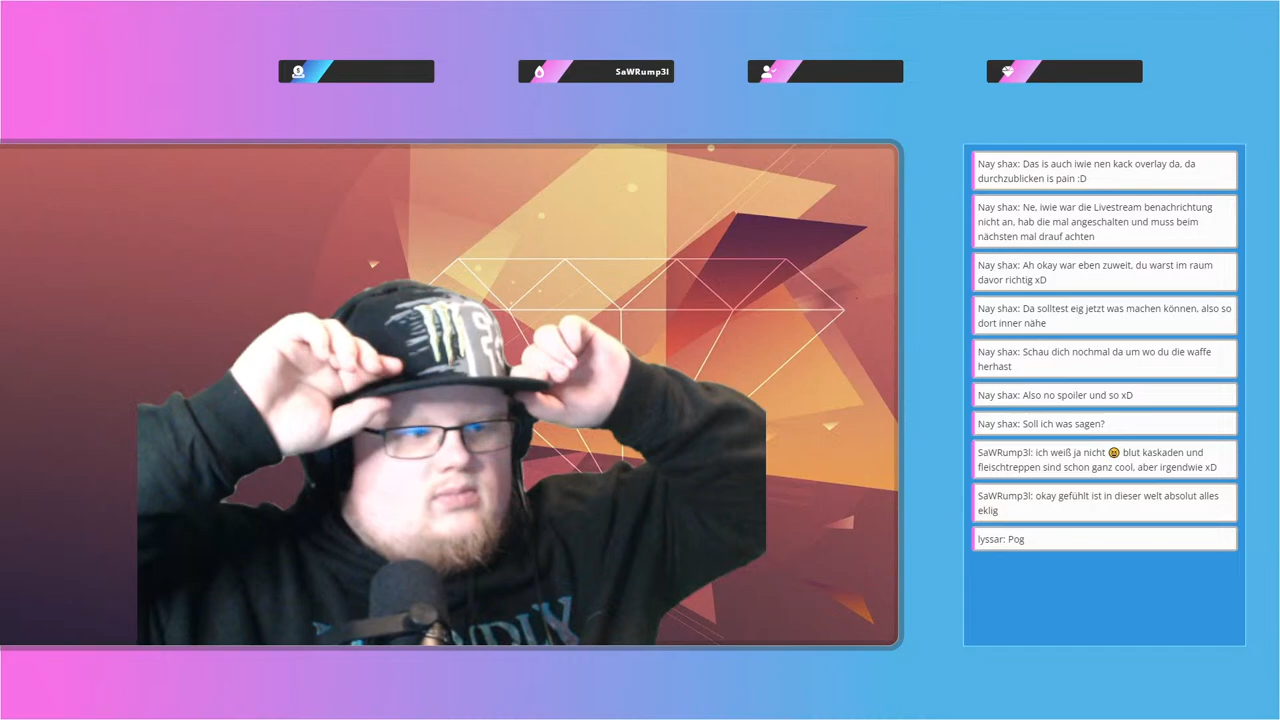 SaWRump3l
Nay shax: Das is auch iwie nen kack overlay da, da
durchzublicken is pain :D
Nay shax: Ne, iwie war die Livestream benachrichtung
nicht an, hab die mal angeschalten und muss beim
nächsten mal drauf achten
Nay shax: Ah okay war eben zuweit, du warst im raum
davor richtig xD
Nay shax: Da solltest eig jetzt was machen können, also so
dort inner nähe
Nay shax: Schau dich nochmal da um wo du die waffe
herhast
Nay shax: Also no spoiler und so xD
Nay shax: Soll ich was sagen?
SaWRump3l: ich weiß ja nicht 😖 blut kaskaden und
fleischtreppen sind schon ganz cool, aber irgendwie xD
SaWRump3l: okay gefühlt ist in dieser welt absolut alles
eklig
lyssar: Pog